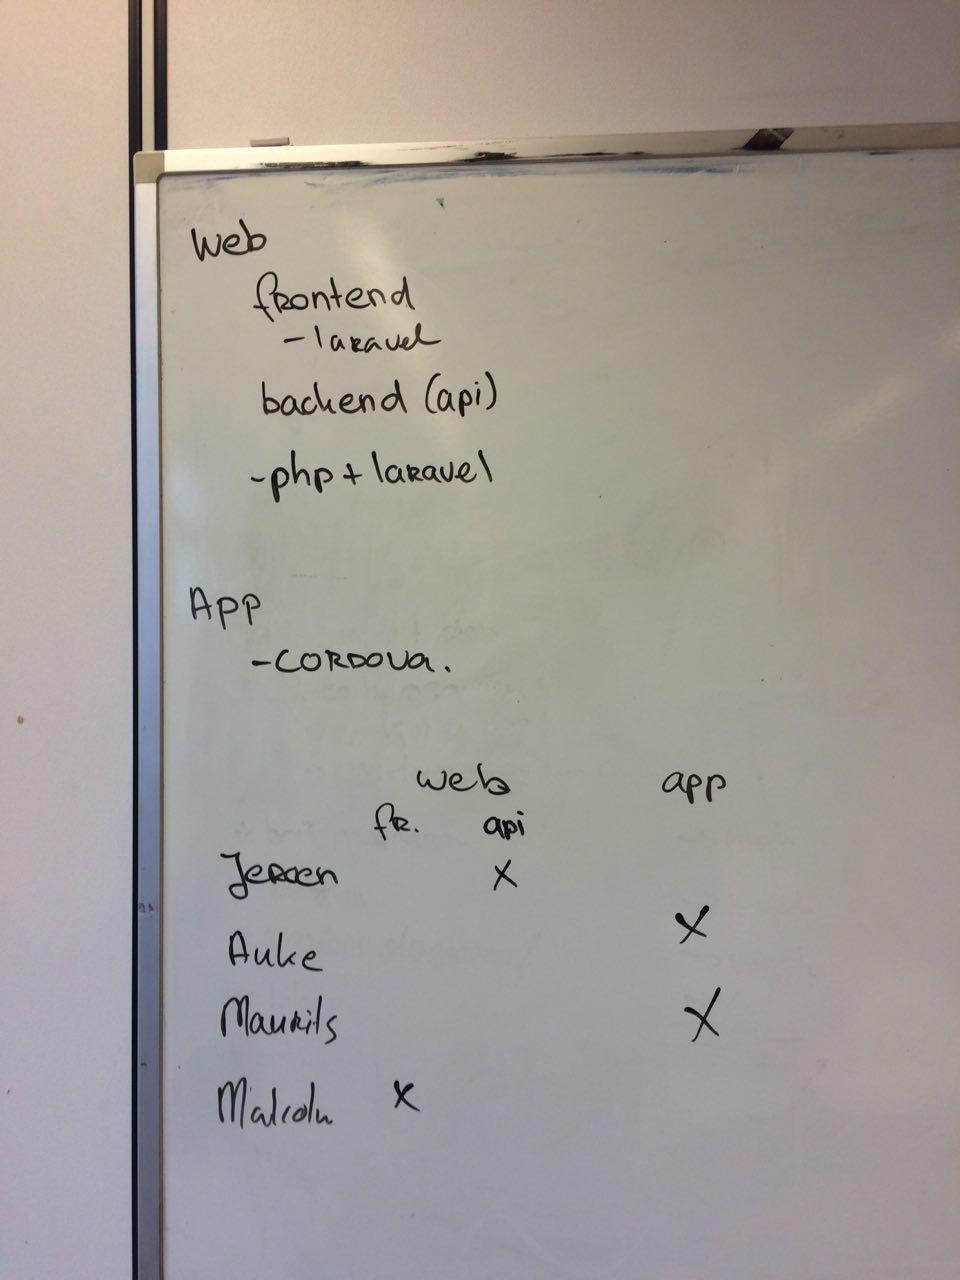 Web
frontend
- laravel
backend (api)
- php + laravel
App
- CORDOVA.
web app
fr. api
Jeroen X
Auke X
Maurits X
Malcolm X